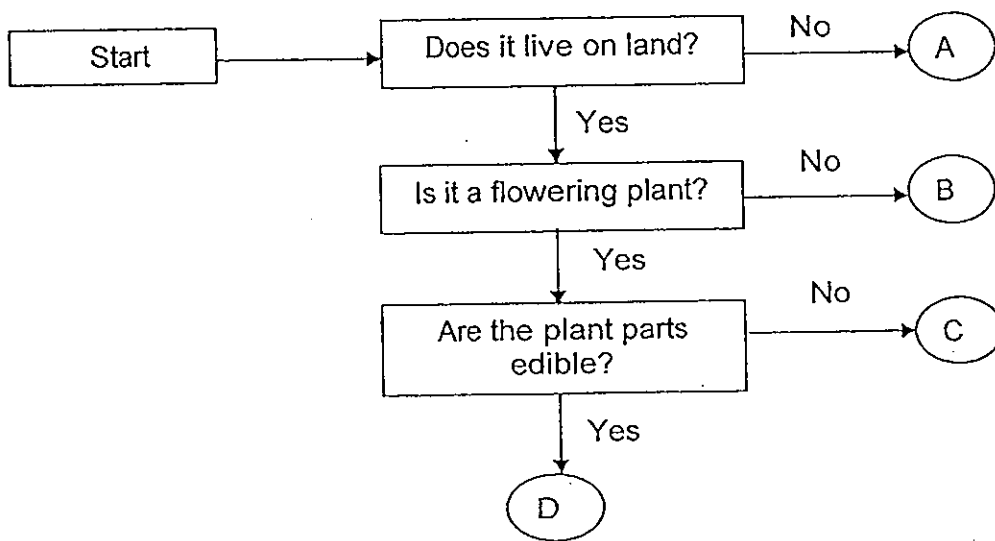 Start
Does it live on land?
No
A
Yes
Is it a flowering plant?
No
B
Yes
Are the plant parts
edible?
No
C
Yes
D